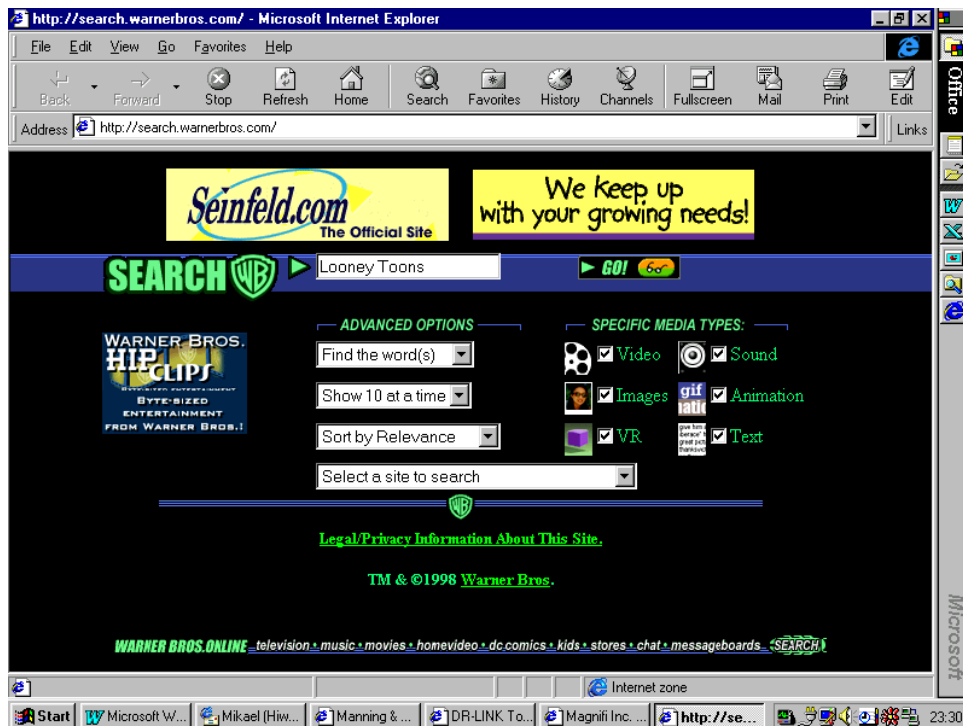 http://search.warnerbros.com/ - Microsoft Internet Explorer
File Edit View Go Favorites Help
Back Forward Stop Refresh Home Search Favorites History Channels Fullscreen Mail Print Edit
Address http://search.warnerbros.com/ Links
Office
Seinfeld.com
The Official Site
We keep up
with your growing needs!
SEARCH WB Looney Toons GO!
WARNER BROS.
HIP CLIPS
BYTE-SIZED ENTERTAINMENT
BYTE-SIZED
ENTERTAINMENT
FROM WARNER BROS.!
ADVANCED OPTIONS SPECIFIC MEDIA TYPES:
Find the word(s) Video Sound
Show 10 at a time Images gif Animation
Sort by Relevance VR Text
Select a site to search
WB
Legal/Privacy Information About This Site.
TM & ©1998 Warner Bros.
WARNER BROS.ONLINE television • music • movies • homevideo • dc comics • kids • stores • chat • messageboards SEARCH
Microsoft
Internet zone
Start Microsoft W... Mikael (Hiw... Manning & ... DR-LINK To... Magnifi Inc. ... http://se... 23:30